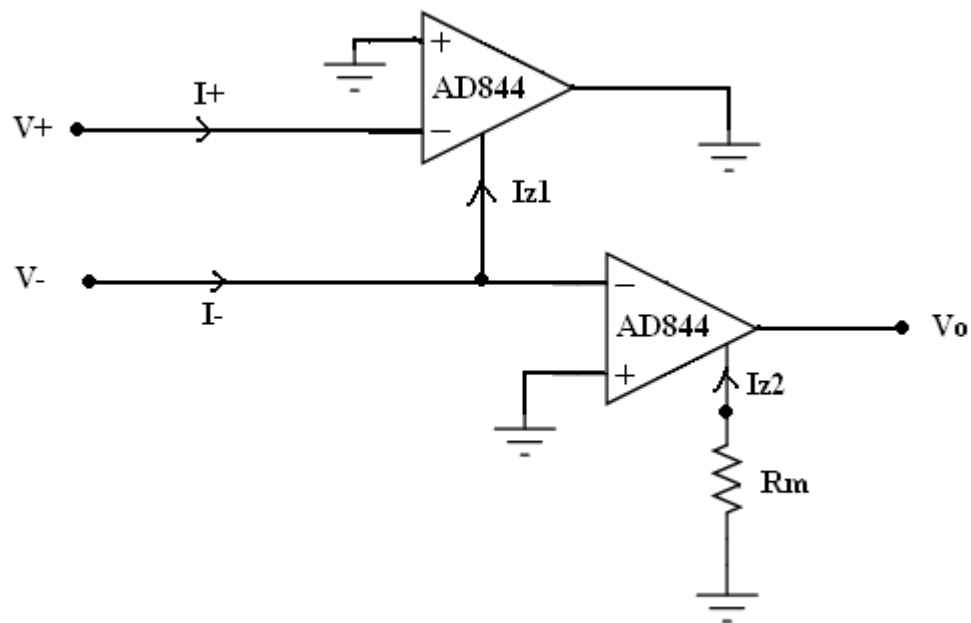 +
AD844
I+
V+
−
Iz1
V-
I-
−
AD844
Vo
+
Iz2
Rm